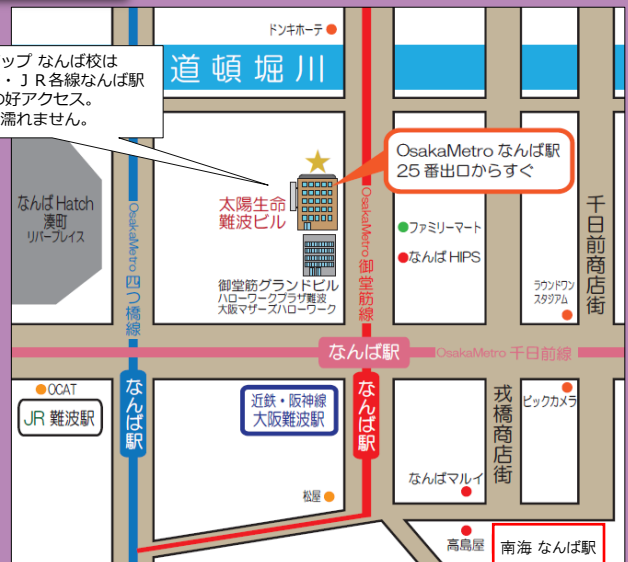 ドンキホーテ
ップ なんば校は
・ＪＲ各線なんば駅
の好アクセス。
濡れません。
道頓堀川
OsakaMetro なんば駅
25 番出口からすぐ
なんば Hatch
湊町
リバープレイス
太陽生命
難波ビル
OsakaMetro 四つ橋線
OsakaMetro 御堂筋線
ファミリーマート
なんば HIPS
千日前商店街
御堂筋グランドビル
ハローワークプラザ難波
大阪マザーズハローワーク
ラウンドワン
スタジアム
なんば駅
OsakaMetro 千日前線
OCAT
JR 難波駅
なんば駅
近鉄・阪神線
大阪難波駅
なんば駅
戎橋商店街
ビックカメラ
なんばマルイ
松屋
高島屋
南海 なんば駅